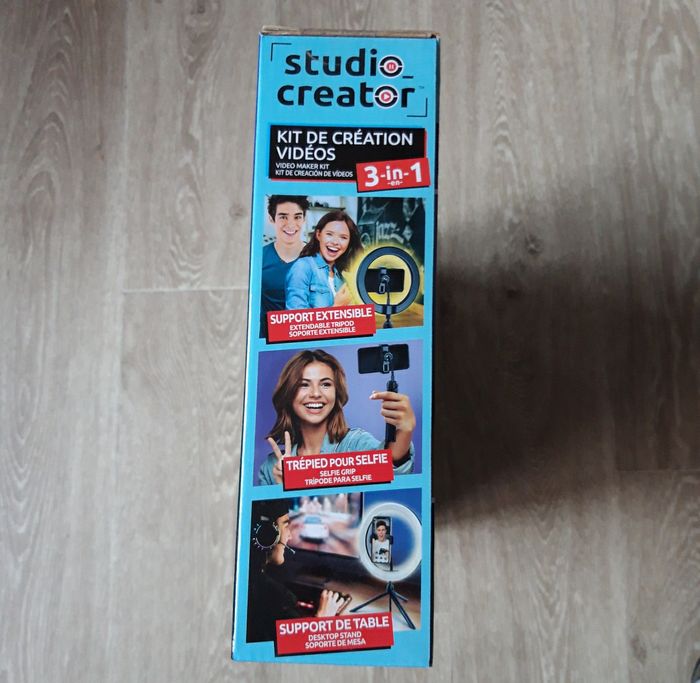 studio
creator™
KIT DE CRÉATION
VIDÉOS
VIDEO MAKER KIT
KIT DE CREACIÓN DE VÍDEOS
3-in-1
-en-
SUPPORT EXTENSIBLE
EXTENDABLE TRIPOD
SOPORTE EXTENSIBLE
TRÉPIED POUR SELFIE
SELFIE GRIP
TRÍPODE PARA SELFIE
SUPPORT DE TABLE
DESKTOP STAND
SOPORTE DE MESA